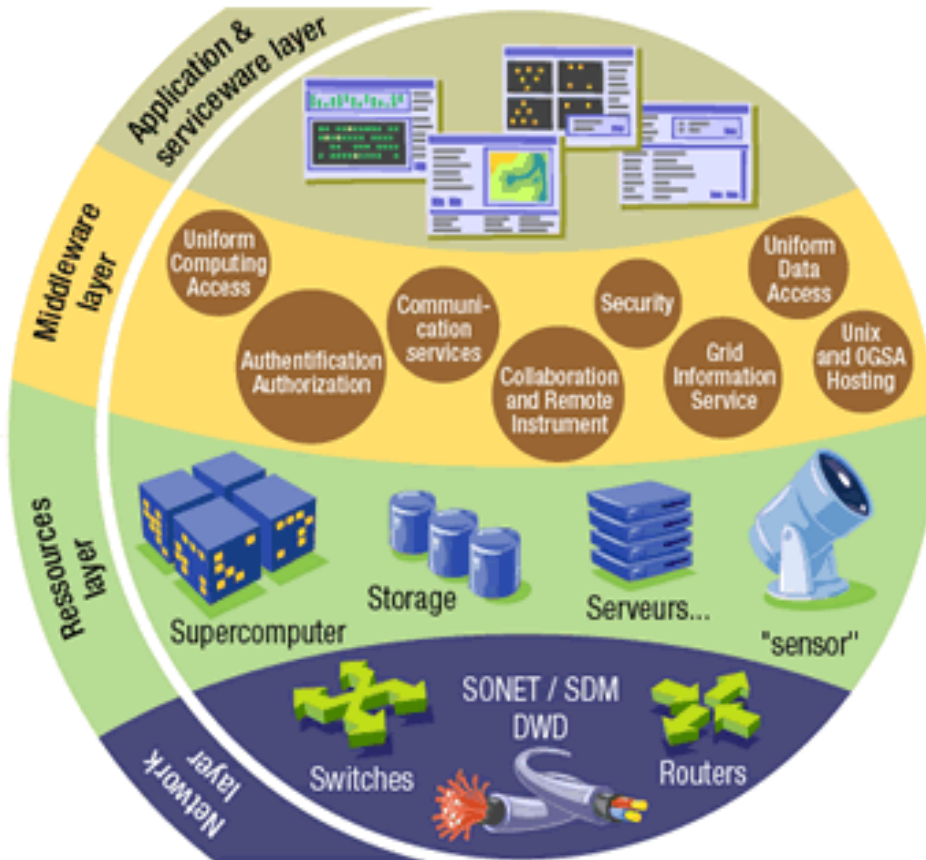 Application &
serviceware layer
Middleware
layer
Uniform
Computing
Access
Authentification
Authorization
Communi-
cation
services
Collaboration
and Remote
Instrument
Security
Grid
Information
Service
Uniform
Data
Access
Unix
and OGSA
Hosting
Ressources
layer
Supercomputer
Storage
Serveurs...
"sensor"
Network
layer
Switches
SONET / SDM
DWD
Routers